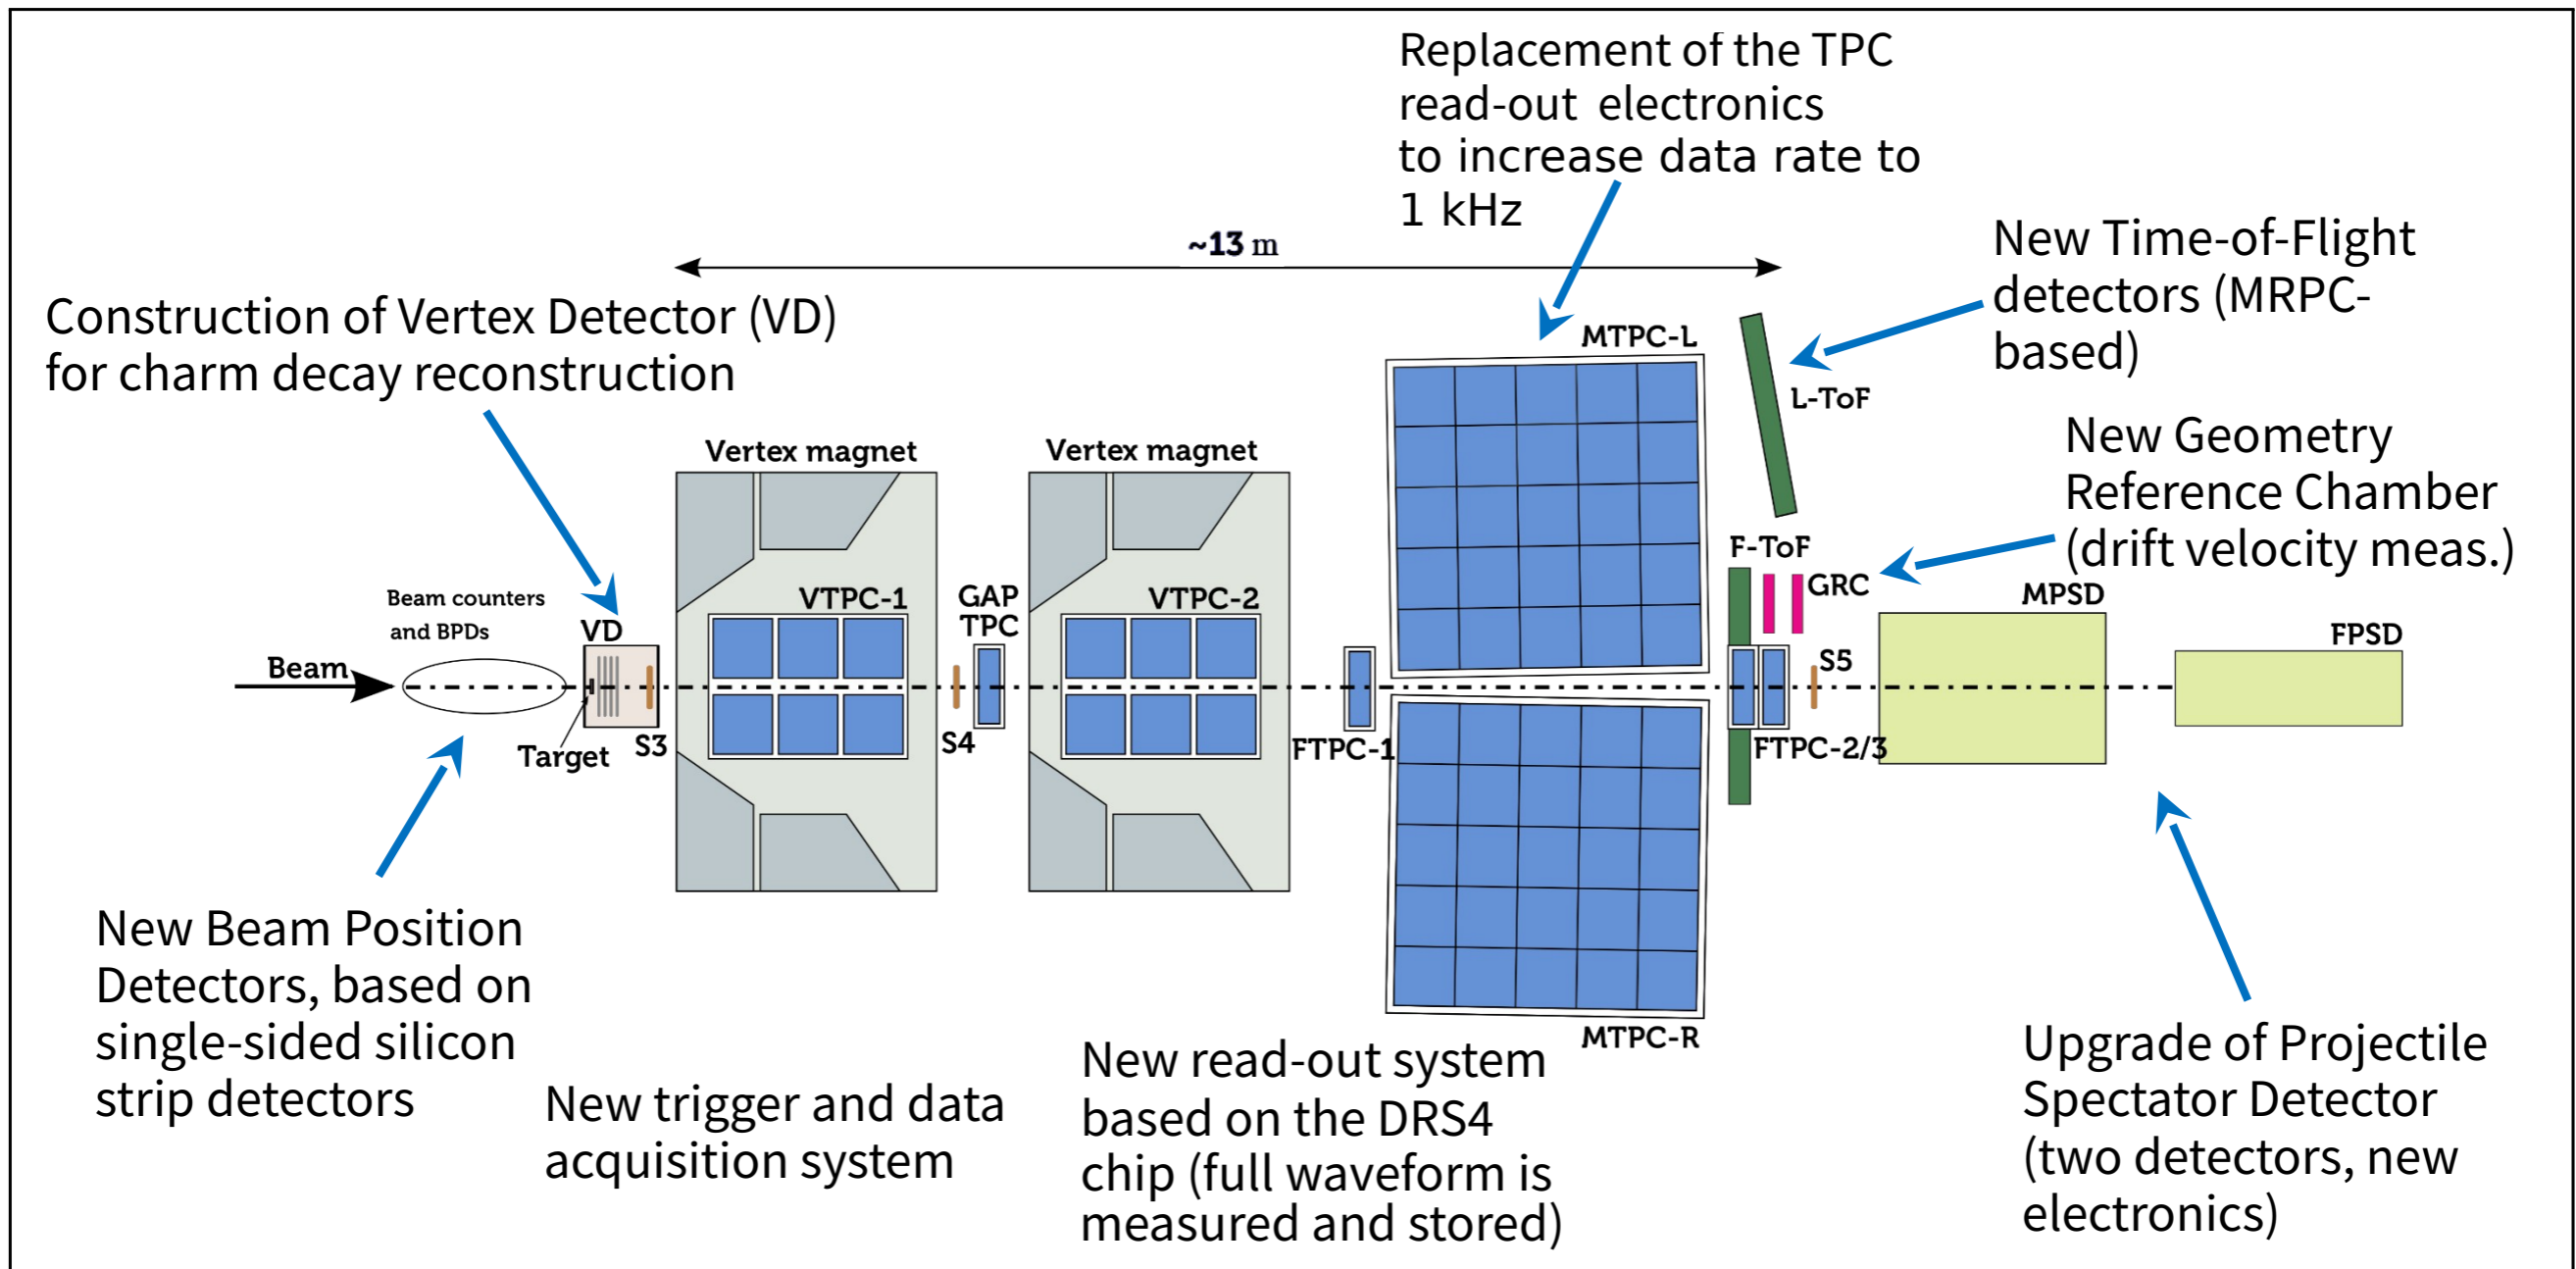 Replacement of the TPC
read-out electronics
to increase data rate to
1 kHz
~13 m
New Time-of-Flight
detectors (MRPC-
based)
Construction of Vertex Detector (VD)
for charm decay reconstruction
MTPC-L
L-ToF
New Geometry
Reference Chamber
(drift velocity meas.)
Vertex magnet
Vertex magnet
F-ToF
GRC
Beam counters
and BPDs
VD
VTPC-1
GAP
TPC
VTPC-2
MPSD
FPSD
Beam
S5
Target
S3
S4
FTPC-1
FTPC-2/3
MTPC-R
New Beam Position
Detectors, based on
single-sided silicon
strip detectors
New trigger and data
acquisition system
New read-out system
based on the DRS4
chip (full waveform is
measured and stored)
Upgrade of Projectile
Spectator Detector
(two detectors, new
electronics)